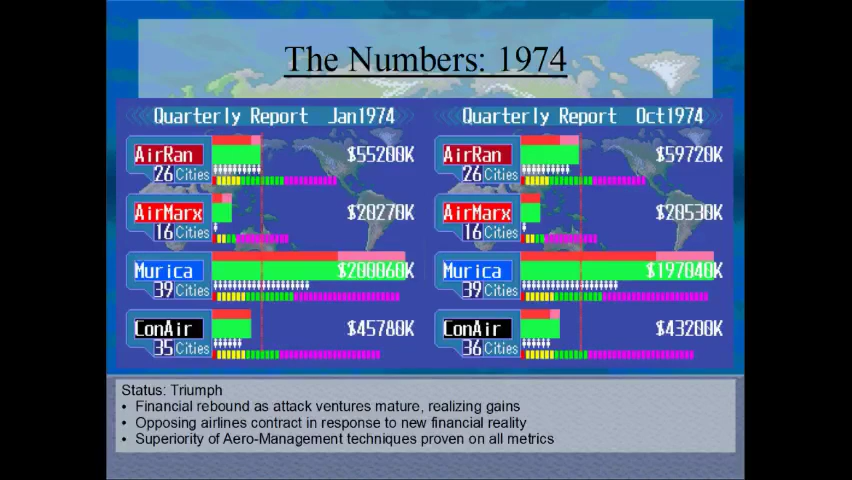 The Numbers: 1974
Quarterly Report Jan1974
AirRan $55200K
26 Cities
AirMarx $20270K
16 Cities
Murica $200060K
39 Cities
ConAir $45780K
35 Cities
Quarterly Report Oct1974
AirRan $59720K
26 Cities
AirMarx $20530K
16 Cities
Murica $197040K
39 Cities
ConAir $43200K
36 Cities
Status: Triumph
• Financial rebound as attack ventures mature, realizing gains
• Opposing airlines contract in response to new financial reality
• Superiority of Aero-Management techniques proven on all metrics